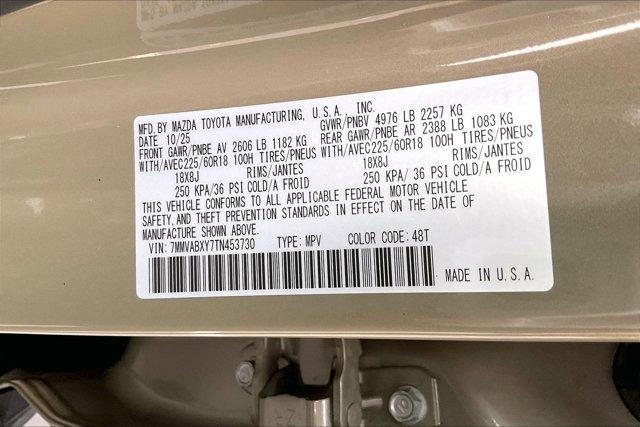 MFD.BY MAZDA TOYOTA MANUFACTURING, U.S.A. INC.
DATE 10/25 GVWR/PNBV 4976 LB 2257 KG
FRONT GAWR/PNBE AV 2606 LB 1182 KG REAR GAWR/PNBE AR 2388 LB 1083 KG
WITH/AVEC225/60R18 100H TIRES/PNEUS WITH/AVEC225/60R18 100H TIRES/PNEUS
18X8J RIMS/JANTES 18X8J RIMS/JANTES
250 KPA/ 36 PSI COLD/A FROID 250 KPA/ 36 PSI COLD/A FROID
THIS VEHICLE CONFORMS TO ALL APPLICABLE FEDERAL MOTOR VEHICLE
SAFETY,AND THEFT PREVENTION STANDARDS IN EFFECT ON THE DATE OF
MANUFACTURE SHOWN ABOVE.
VIN: 7MMVABXY7TN453730 TYPE: MPV COLOR CODE: 48T
MADE IN U.S.A.